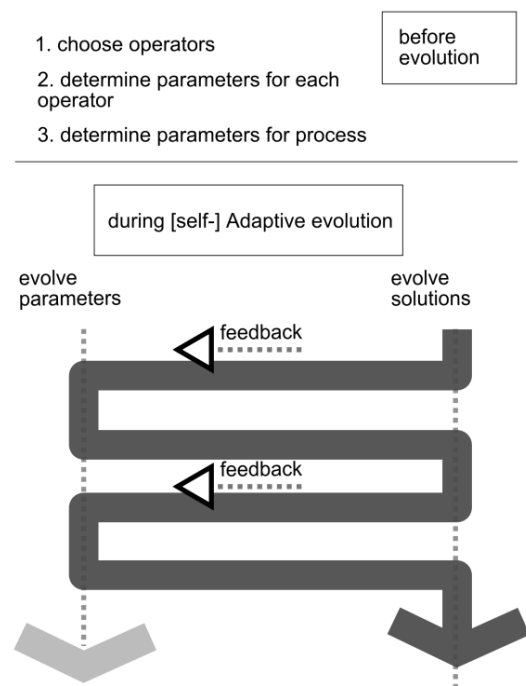 1. choose operators
2. determine parameters for each
operator
3. determine parameters for process
before
evolution
during [self-] Adaptive evolution
evolve
parameters
evolve
solutions
feedback
feedback